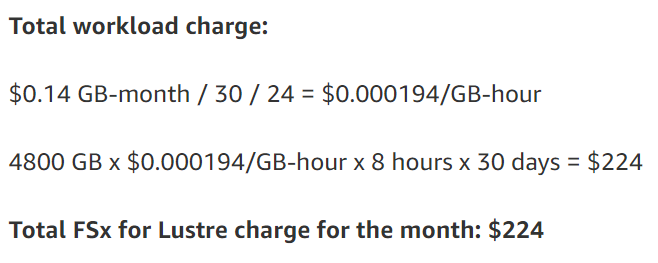 Total workload charge:
$0.14 GB-month / 30 / 24 = $0.000194/GB-hour
4800 GB x $0.000194/GB-hour x 8 hours x 30 days = $224
Total FSx for Lustre charge for the month: $224